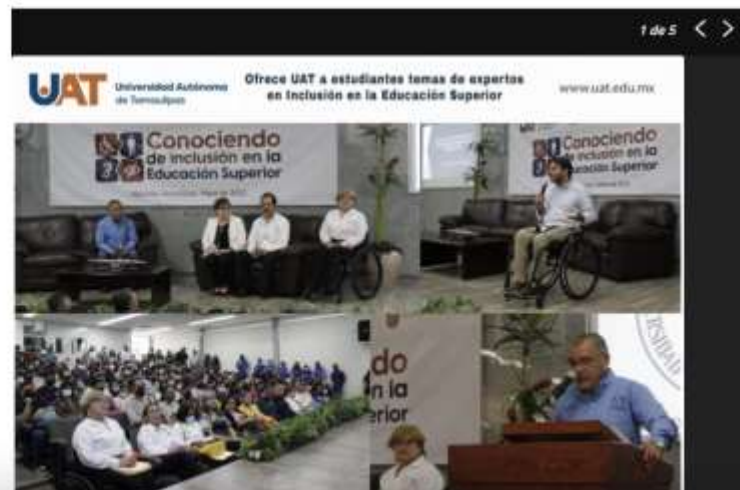 1 de 5
UAT
Universidad Autónoma
de Tamaulipas
Ofrece UAT a estudiantes temas de expertos
en Inclusión en la Educación Superior
www.uat.edu.mx
Conociendo
de inclusión en la
Educación Superior
Conociendo
de inclusión en la
Educación Superior
do
n la
erior